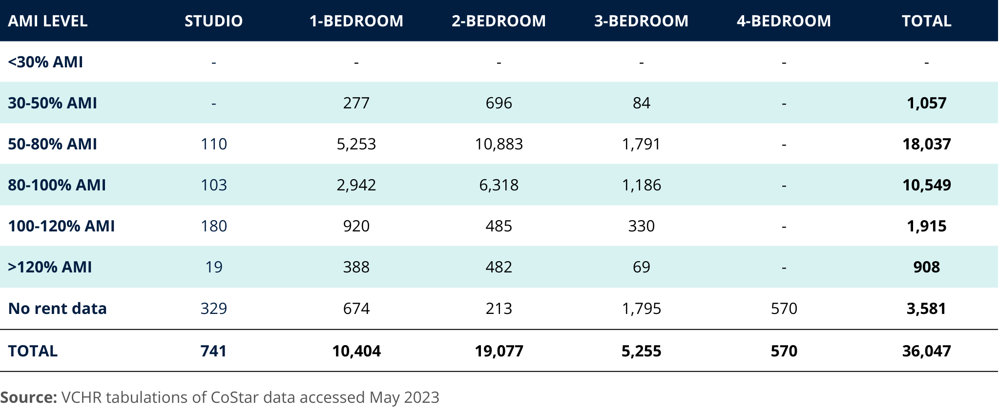 AMI LEVEL STUDIO 1-BEDROOM 2-BEDROOM 3-BEDROOM 4-BEDROOM TOTAL
<30% AMI - - - - - -
30-50% AMI - 277 696 84 - 1,057
50-80% AMI 110 5,253 10,883 1,791 - 18,037
80-100% AMI 103 2,942 6,318 1,186 - 10,549
100-120% AMI 180 920 485 330 - 1,915
>120% AMI 19 388 482 69 - 908
No rent data 329 674 213 1,795 570 3,581
TOTAL 741 10,404 19,077 5,255 570 36,047
Source: VCHR tabulations of CoStar data accessed May 2023